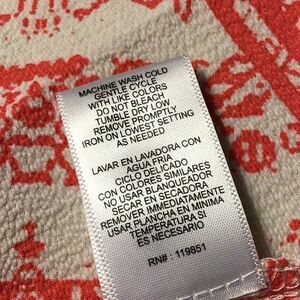 MACHINE WASH COLD
GENTLE CYCLE
WITH LIKE COLORS
DO NOT BLEACH
TUMBLE DRY LOW
REMOVE PROMPTLY
IRON ON LOWEST SETTING
AS NEEDED
LAVAR EN LAVADORA CON
AGUA FRIA
CICLO DELICADO
CON COLORES SIMILARES
NO USAR BLANQUEADOR
SECAR EN SECADORA
REMOVER IMMEDIATAMENTE
USAR PLANCHA EN MINIMA
TEMPERATURA SI
ES NECESARIO
RN# : 119851